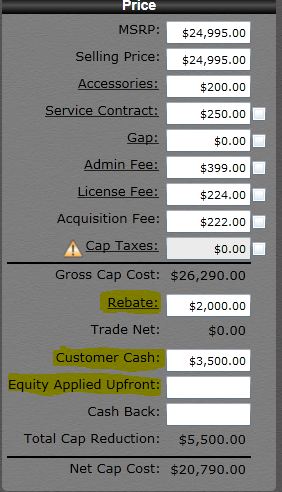 Price
MSRP: $24,995.00
Selling Price: $24,995.00
Accessories: $200.00
Service Contract: $250.00
Gap: $0.00
Admin Fee: $399.00
License Fee: $224.00
Acquisition Fee: $222.00
Cap Taxes: $0.00
Gross Cap Cost: $26,290.00
Rebate: $2,000.00
Trade Net: $0.00
Customer Cash: $3,500.00
Equity Applied Upfront:
Cash Back:
Total Cap Reduction: $5,500.00
Net Cap Cost: $20,790.00